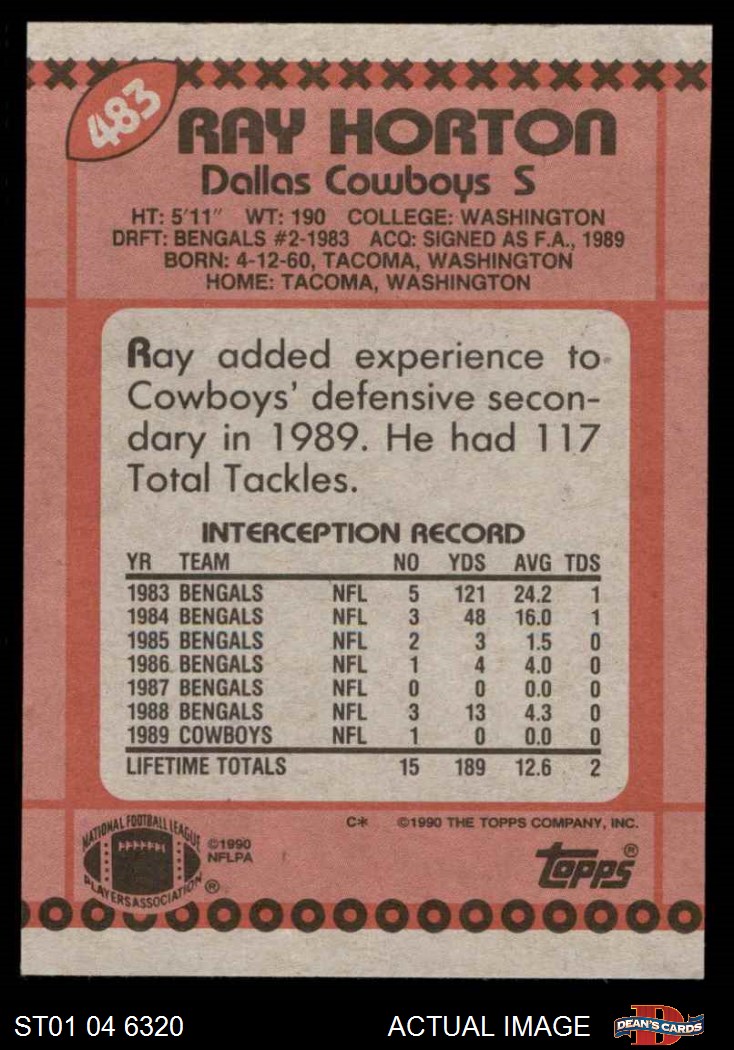 483
RAY HORTON
Dallas Cowboys S
HT: 5'11" WT: 190 COLLEGE: WASHINGTON
DRFT: BENGALS #2-1983 ACQ: SIGNED AS F.A., 1989
BORN: 4-12-60, TACOMA, WASHINGTON
HOME: TACOMA, WASHINGTON
Ray added experience to
Cowboys' defensive secon-
dary in 1989. He had 117
Total Tackles.
INTERCEPTION RECORD
YR TEAM NO YDS AVG TDS
1983 BENGALS NFL 5 121 24.2 1
1984 BENGALS NFL 3 48 16.0 1
1985 BENGALS NFL 2 3 1.5 0
1986 BENGALS NFL 1 4 4.0 0
1987 BENGALS NFL 0 0 0.0 0
1988 BENGALS NFL 3 13 4.3 0
1989 COWBOYS NFL 1 0 0.0 0
LIFETIME TOTALS 15 189 12.6 2
C* ©1990 THE TOPPS COMPANY, INC.
NATIONAL FOOTBALL LEAGUE
PLAYERS ASSOCIATION ®
©1990
NFLPA
topps®
ST01 04 6320 ACTUAL IMAGE
D
DEAN'S CARDS